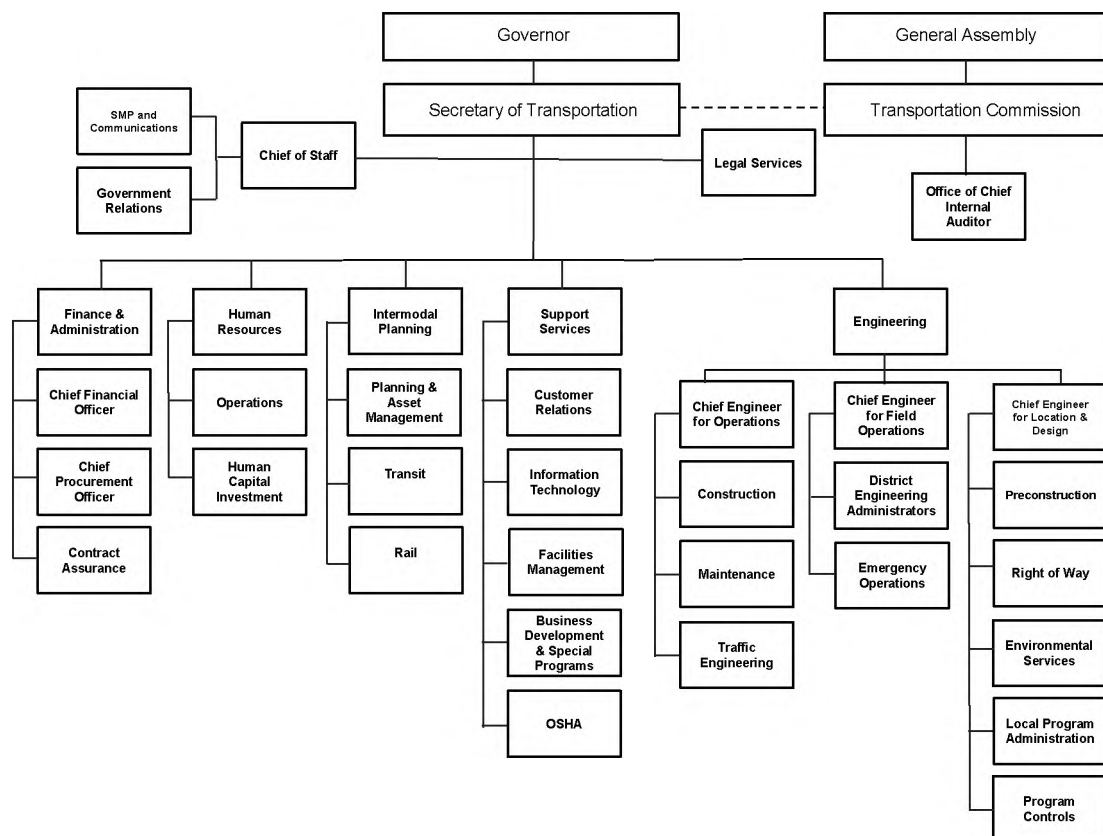 Governor
General Assembly
Secretary of Transportation
Transportation Commission
SMP and
Communications
Chief of Staff
Legal Services
Government
Relations
Office of Chief
Internal
Auditor
Finance &
Administration
Human
Resources
Intermodal
Planning
Support
Services
Engineering
Chief Financial
Officer
Operations
Planning &
Asset
Management
Customer
Relations
Chief Engineer
for Operations
Chief Engineer
for Field
Operations
Chief Engineer
for Location &
Design
Chief
Procurement
Officer
Human
Capital
Investment
Transit
Information
Technology
Construction
District
Engineering
Administrators
Preconstruction
Contract
Assurance
Rail
Facilities
Management
Maintenance
Emergency
Operations
Right of Way
Business
Development
& Special
Programs
Traffic
Engineering
Environmental
Services
OSHA
Local Program
Administration
Program
Controls